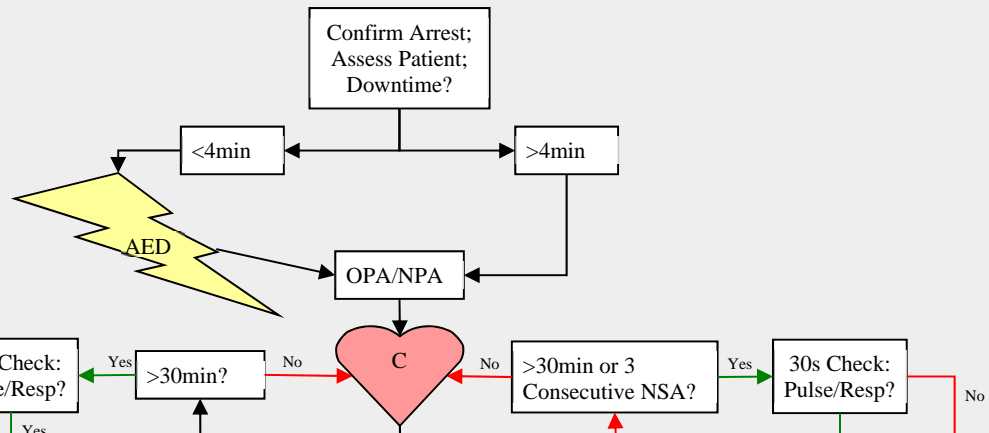 Confirm Arrest;
Assess Patient;
Downtime?
<4min
>4min
AED
OPA/NPA
C
Check:
e/Resp?
Yes
>30min?
No
No
>30min or 3
Consecutive NSA?
Yes
30s Check:
Pulse/Resp?
No
Yes